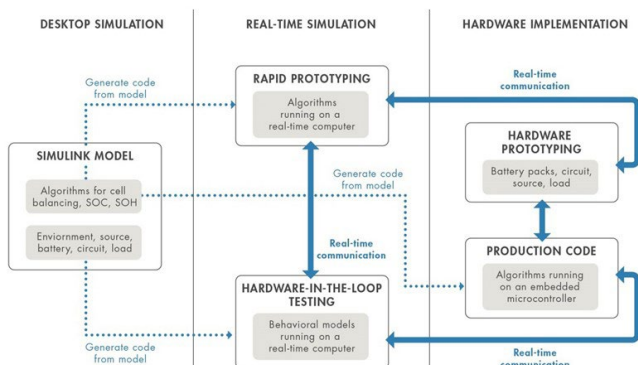 DESKTOP SIMULATION
REAL-TIME SIMULATION
HARDWARE IMPLEMENTATION
Generate code
from model
RAPID PROTOTYPING
Algorithms
running on a
real-time computer
Real-time
communication
SIMULINK MODEL
Algorithms for cell
balancing, SOC, SOH
Enviornment, source,
battery, circuit, load
Generate code
from model
HARDWARE
PROTOTYPING
Battery packs, circuit,
source, load
Real-time
communication
PRODUCTION CODE
Algorithms running
on an embedded
microcontroller
HARDWARE-IN-THE-LOOP
TESTING
Behavioral models
running on a
real-time computer
Generate code
from model
Real-time
communication